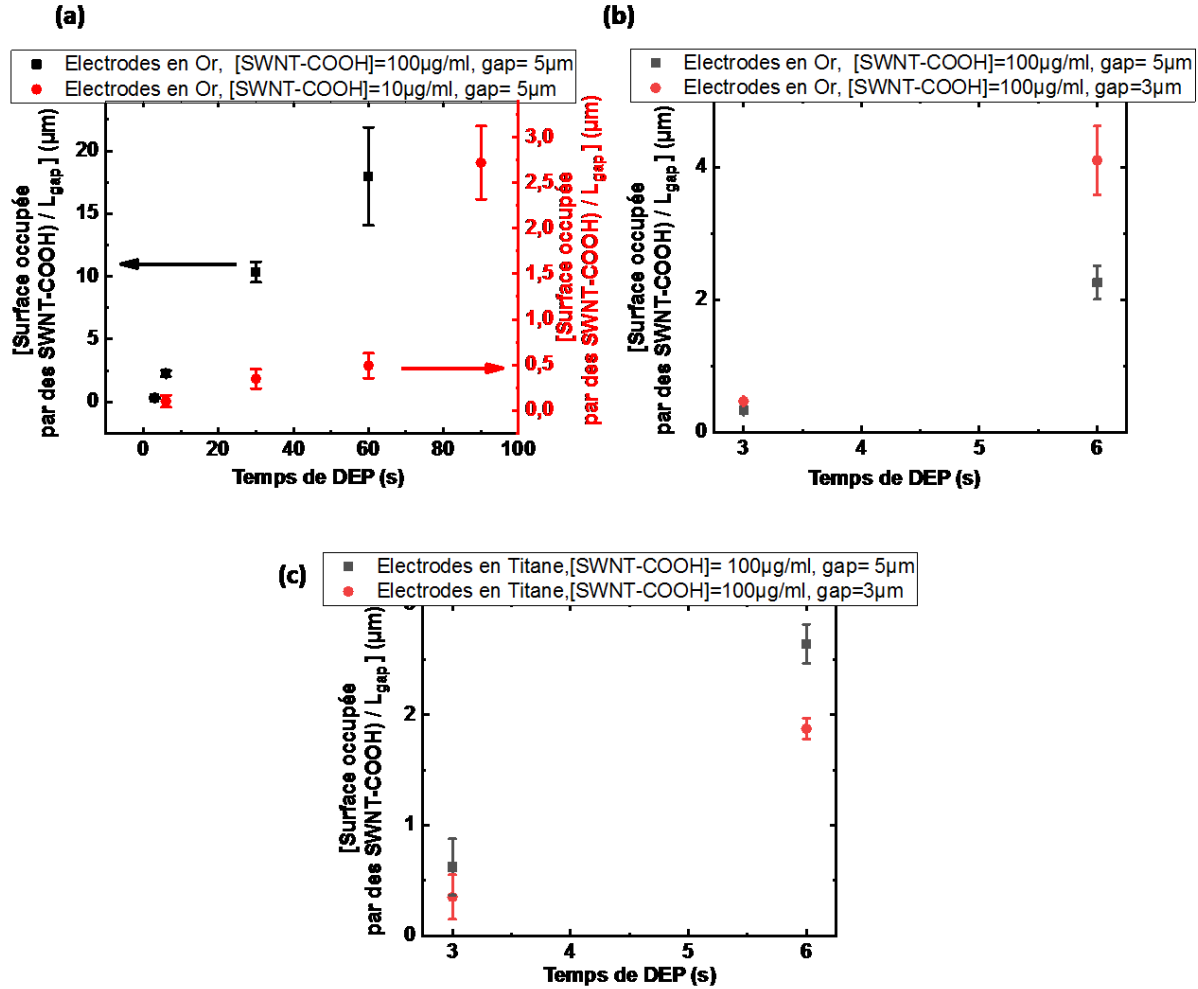 (a)
Electrodes en Or, [SWNT-COOH]=100µg/ml, gap= 5µm
Electrodes en Or, [SWNT-COOH]=10µg/ml, gap= 5µm
[Surface occupée
par des SWNT-COOH) / Lgap] (µm)
20
15
10
5
0
3,0
2,5
2,0
1,5
1,0
0,5
0,0
[Surface occupée
par des SWNT-COOH) / Lgap] (µm)
0 20 40 60 80 100
Temps de DEP (s)
(b)
Electrodes en Or, [SWNT-COOH]=100µg/ml, gap= 5µm
Electrodes en Or, [SWNT-COOH]=100µg/ml, gap=3µm
[Surface occupée
par des SWNT-COOH) / Lgap] (µm)
4
2
0
3 4 5 6
Temps de DEP (s)
(c)
Electrodes en Titane,[SWNT-COOH]= 100µg/ml, gap= 5µm
Electrodes en Titane,[SWNT-COOH]=100µg/ml, gap=3µm
[Surface occupée
par des SWNT-COOH) / Lgap] (µm)
2
1
0
3 4 5 6
Temps de DEP (s)